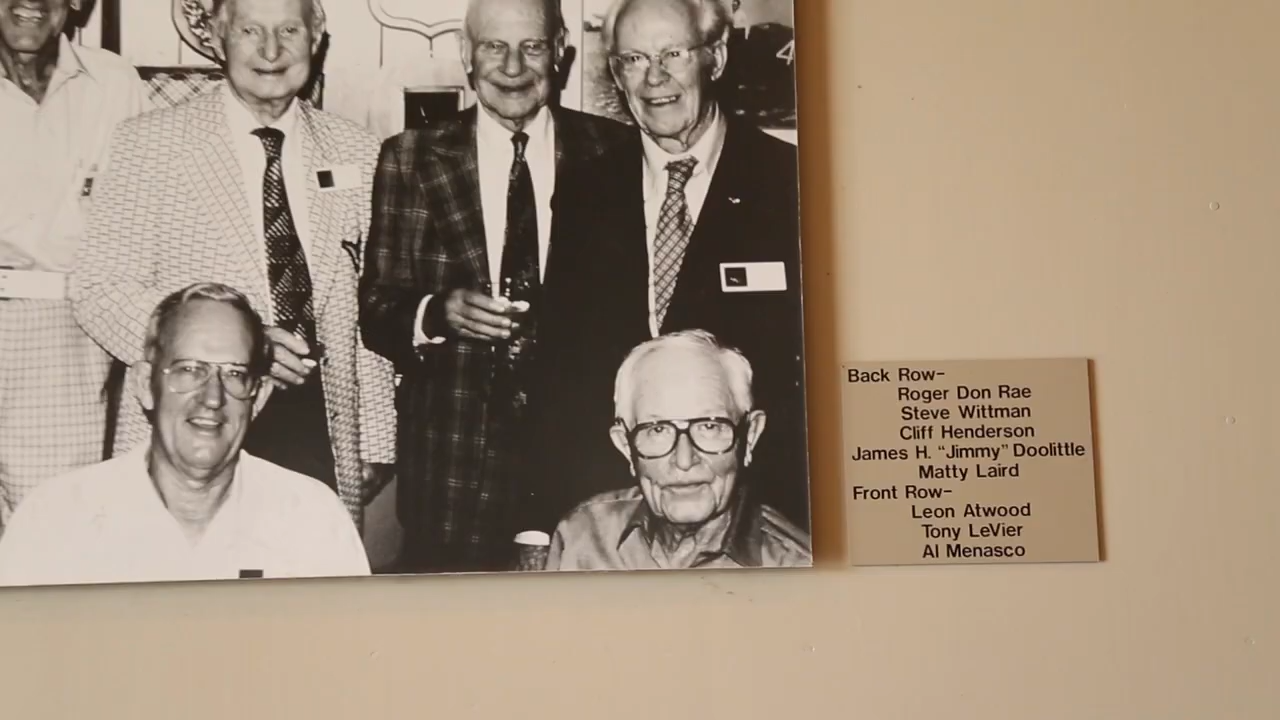 4
Back Row-
Roger Don Rae
Steve Wittman
Cliff Henderson
James H. "Jimmy" Doolittle
Matty Laird
Front Row-
Leon Atwood
Tony LeVier
Al Menasco